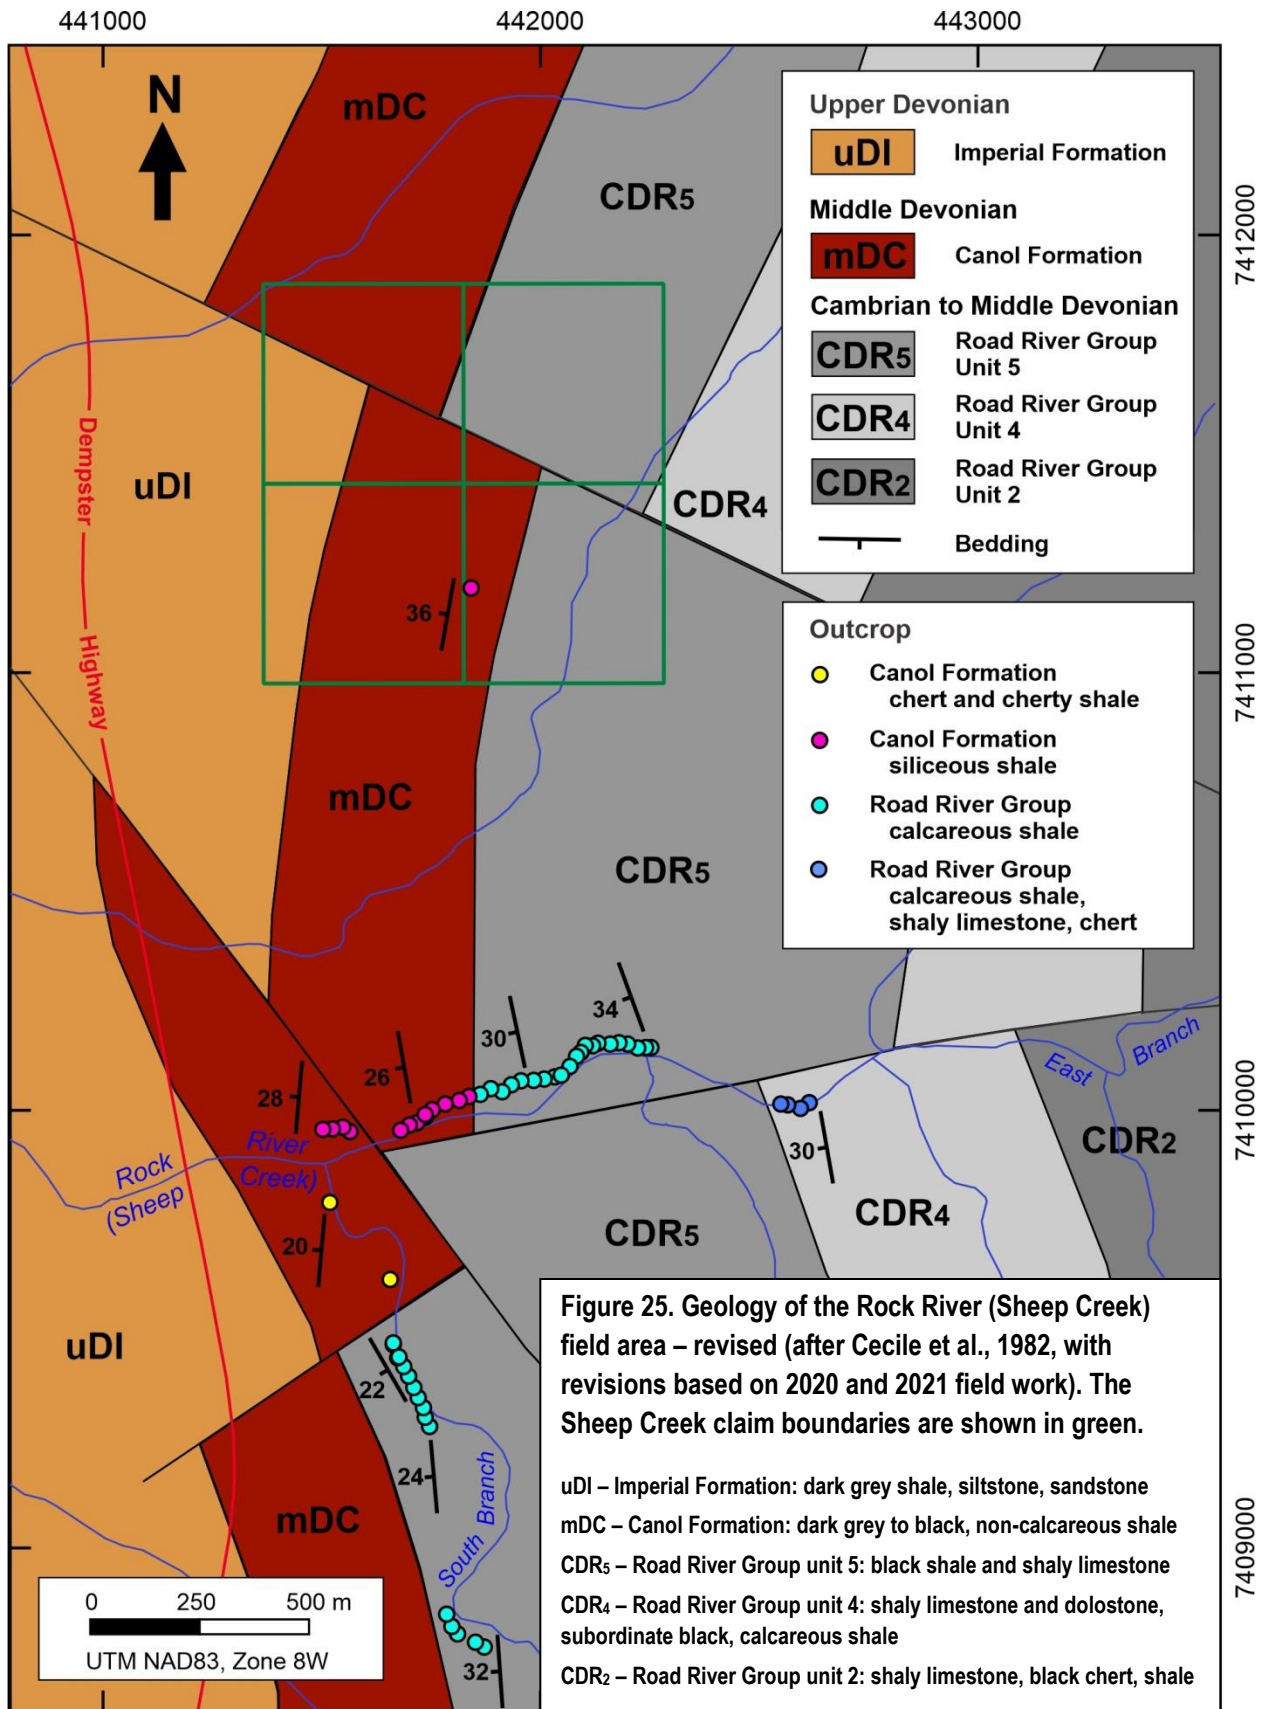 441000
442000
443000
N
mDC
CDR5
Upper Devonian
uDI Imperial Formation
Middle Devonian
mDC Canol Formation
Cambrian to Middle Devonian
CDR5 Road River Group
Unit 5
CDR4 Road River Group
Unit 4
CDR2 Road River Group
Unit 2
Bedding
7412000
Dempster
Highway
uDI
CDR4
36
Outcrop
Canol Formation
chert and cherty shale
Canol Formation
siliceous shale
Road River Group
calcareous shale
Road River Group
calcareous shale,
shaly limestone, chert
7411000
mDC
CDR5
34
30
26
28
East Branch
7410000
Rock River
(Sheep Creek)
30
CDR2
20
CDR5
CDR4
uDI
22
24
South Branch
mDC
32
7409000
0 250 500 m
UTM NAD83, Zone 8W
Figure 25. Geology of the Rock River (Sheep Creek)
field area – revised (after Cecile et al., 1982, with
revisions based on 2020 and 2021 field work). The
Sheep Creek claim boundaries are shown in green.
uDI – Imperial Formation: dark grey shale, siltstone, sandstone
mDC – Canol Formation: dark grey to black, non-calcareous shale
CDR5 – Road River Group unit 5: black shale and shaly limestone
CDR4 – Road River Group unit 4: shaly limestone and dolostone,
subordinate black, calcareous shale
CDR2 – Road River Group unit 2: shaly limestone, black chert, shale